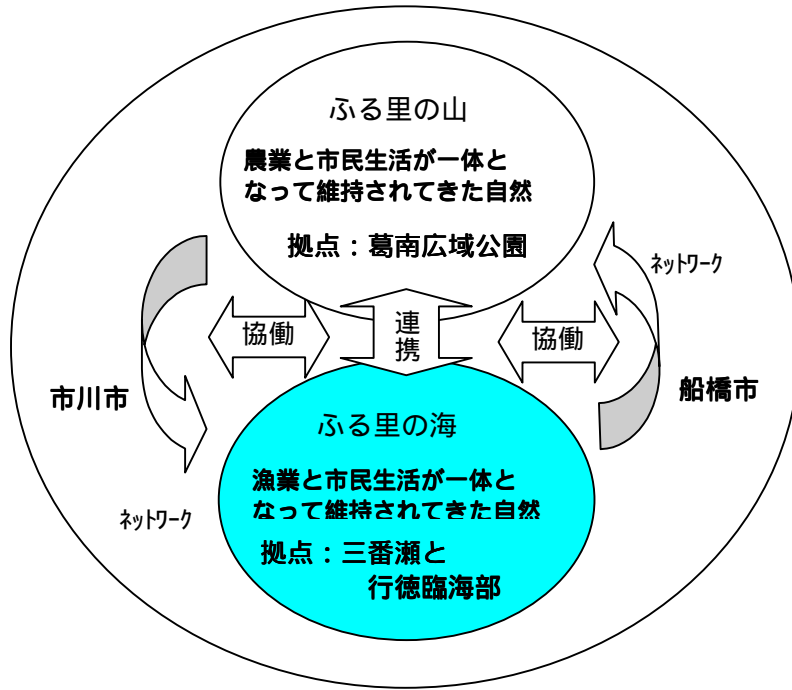 ふる里の山
農業と市民生活が一体と
なって維持されてきた自然
拠点：葛南広域公園
ネットワーク
協働
連携
協働
市川市
船橋市
ふる里の海
漁業と市民生活が一体と
なって維持されてきた自然
ネットワーク
拠点：三番瀬と
行徳臨海部